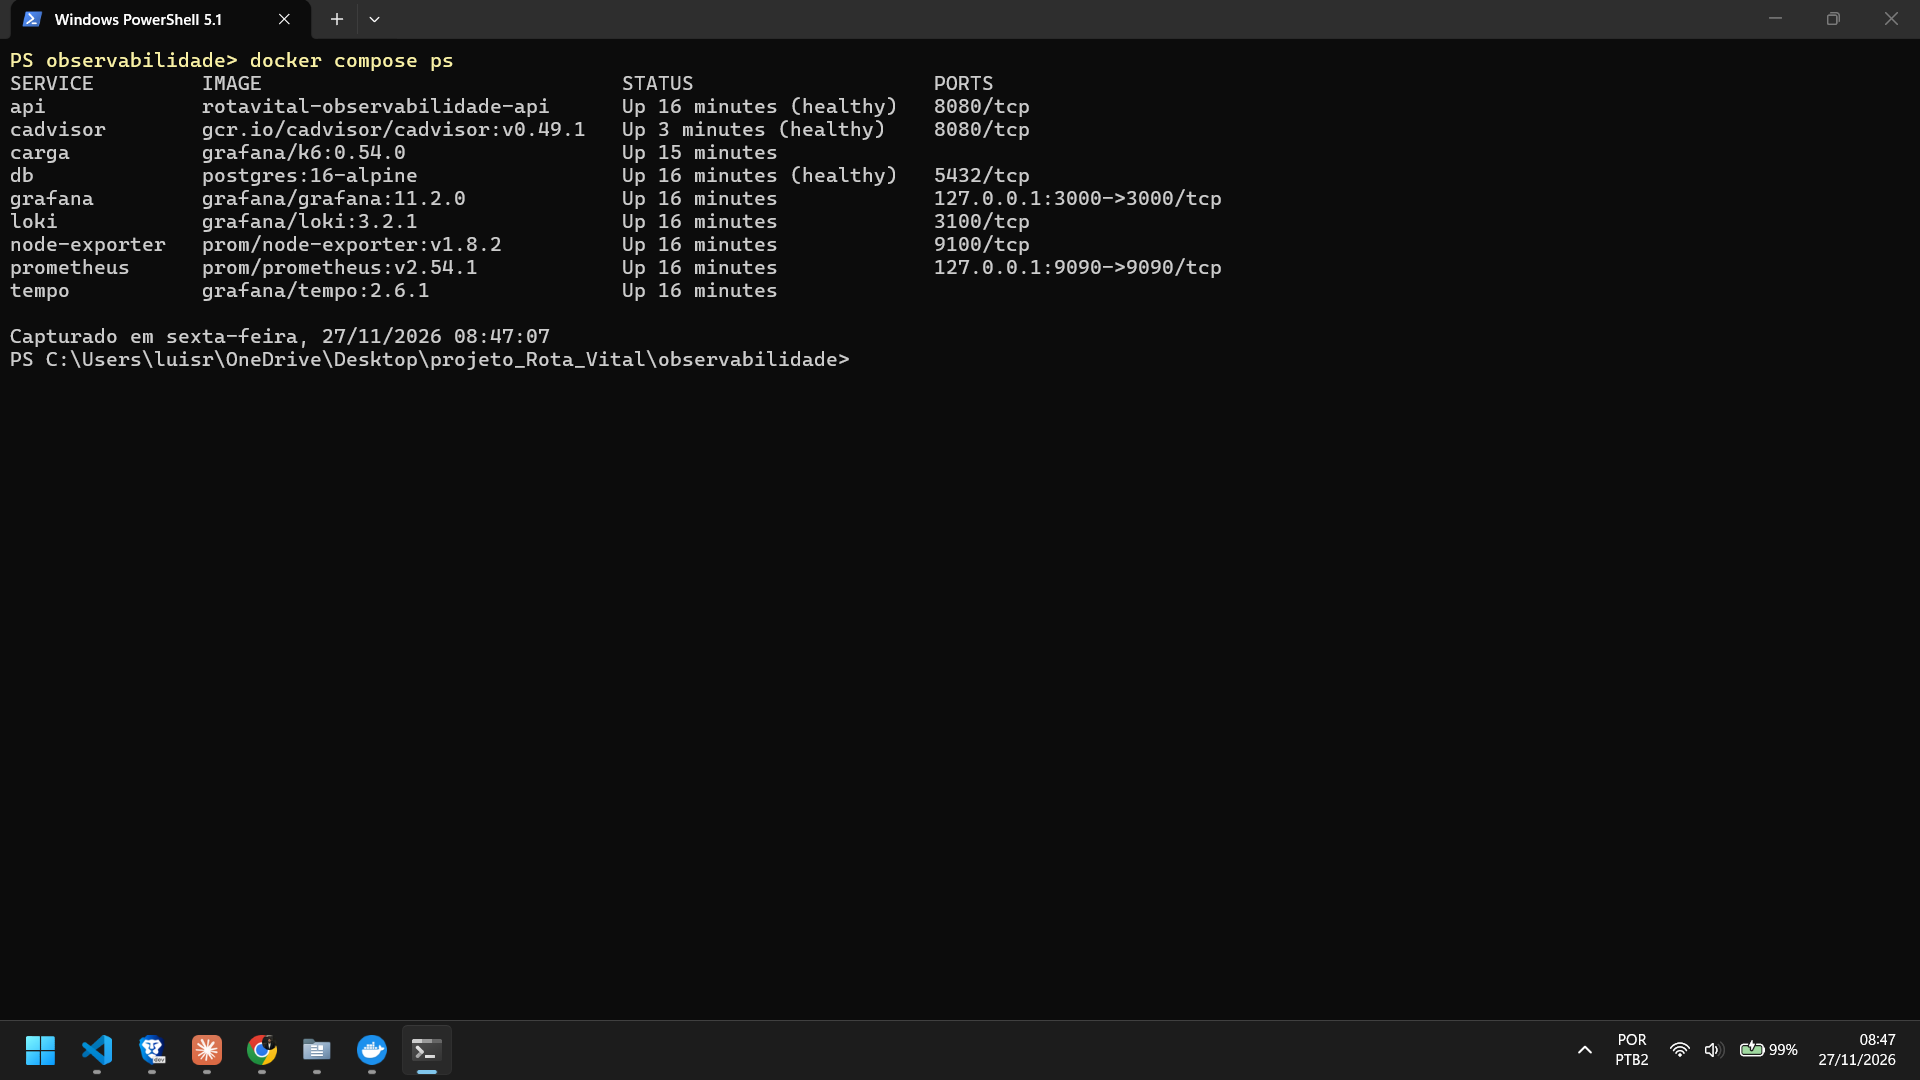 Windows PowerShell 5.1
PS observabilidade> docker compose ps
SERVICE IMAGE STATUS PORTS
api rotavital-observabilidade-api Up 16 minutes (healthy) 8080/tcp
cadvisor gcr.io/cadvisor/cadvisor:v0.49.1 Up 3 minutes (healthy) 8080/tcp
carga grafana/k6:0.54.0 Up 15 minutes
db postgres:16-alpine Up 16 minutes (healthy) 5432/tcp
grafana grafana/grafana:11.2.0 Up 16 minutes 127.0.0.1:3000->3000/tcp
loki grafana/loki:3.2.1 Up 16 minutes 3100/tcp
node-exporter prom/node-exporter:v1.8.2 Up 16 minutes 9100/tcp
prometheus prom/prometheus:v2.54.1 Up 16 minutes 127.0.0.1:9090->9090/tcp
tempo grafana/tempo:2.6.1 Up 16 minutes
Capturado em sexta-feira, 27/11/2026 08:47:07
PS C:\Users\luisr\OneDrive\Desktop\projeto_Rota_Vital\observabilidade>
dev
POR
PTB2
99%
08:47
27/11/2026